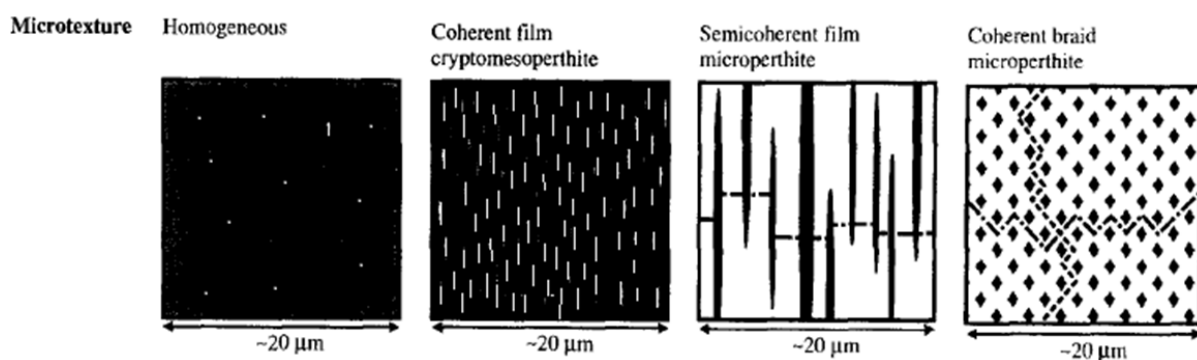 Microtexture
Homogeneous
Coherent film
cryptomesoperthite
Semicoherent film
microperthite
Coherent braid
microperthite
~20 μm
~20 μm
~20 μm
~20 μm